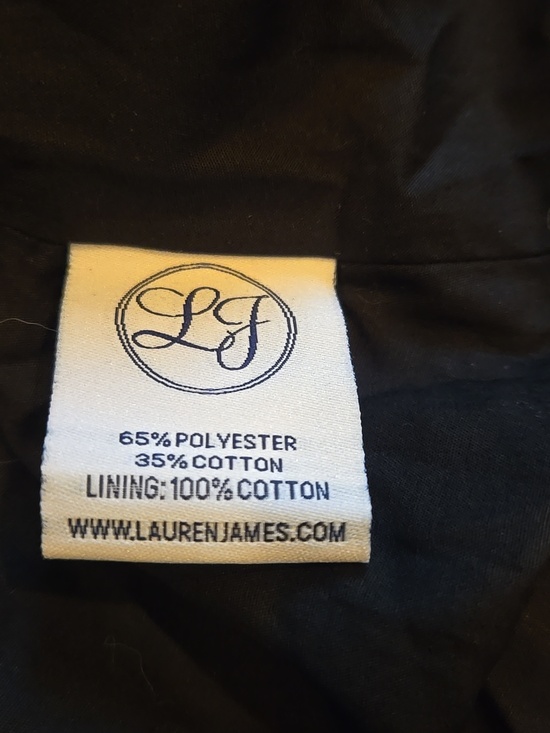 LJ
65% POLYESTER
35% COTTON
LINING: 100% COTTON
WWW.LAURENJAMES.COM